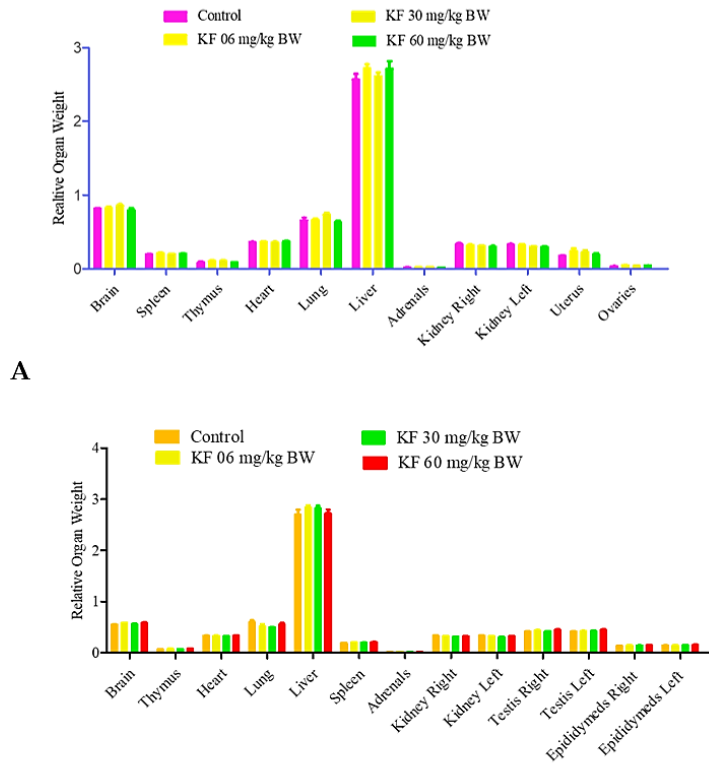 Control
KF 30 mg/kg BW
KF 06 mg/kg BW
KF 60 mg/kg BW
3
2
1
0
Realtive Organ Weight
Brain
Spleen
Thymus
Heart
Lung
Liver
Adrenals
Kidney Right
Kidney Left
Uterus
Ovaries
A
Control
KF 30 mg/kg BW
KF 06 mg/kg BW
KF 60 mg/kg BW
4
3
2
1
0
Relative Organ Weight
Brain
Thymus
Heart
Lung
Liver
Spleen
Adrenals
Kidney Right
Kidney Left
Testis Right
Testis Left
Epididymeds Right
Epididymeds Left